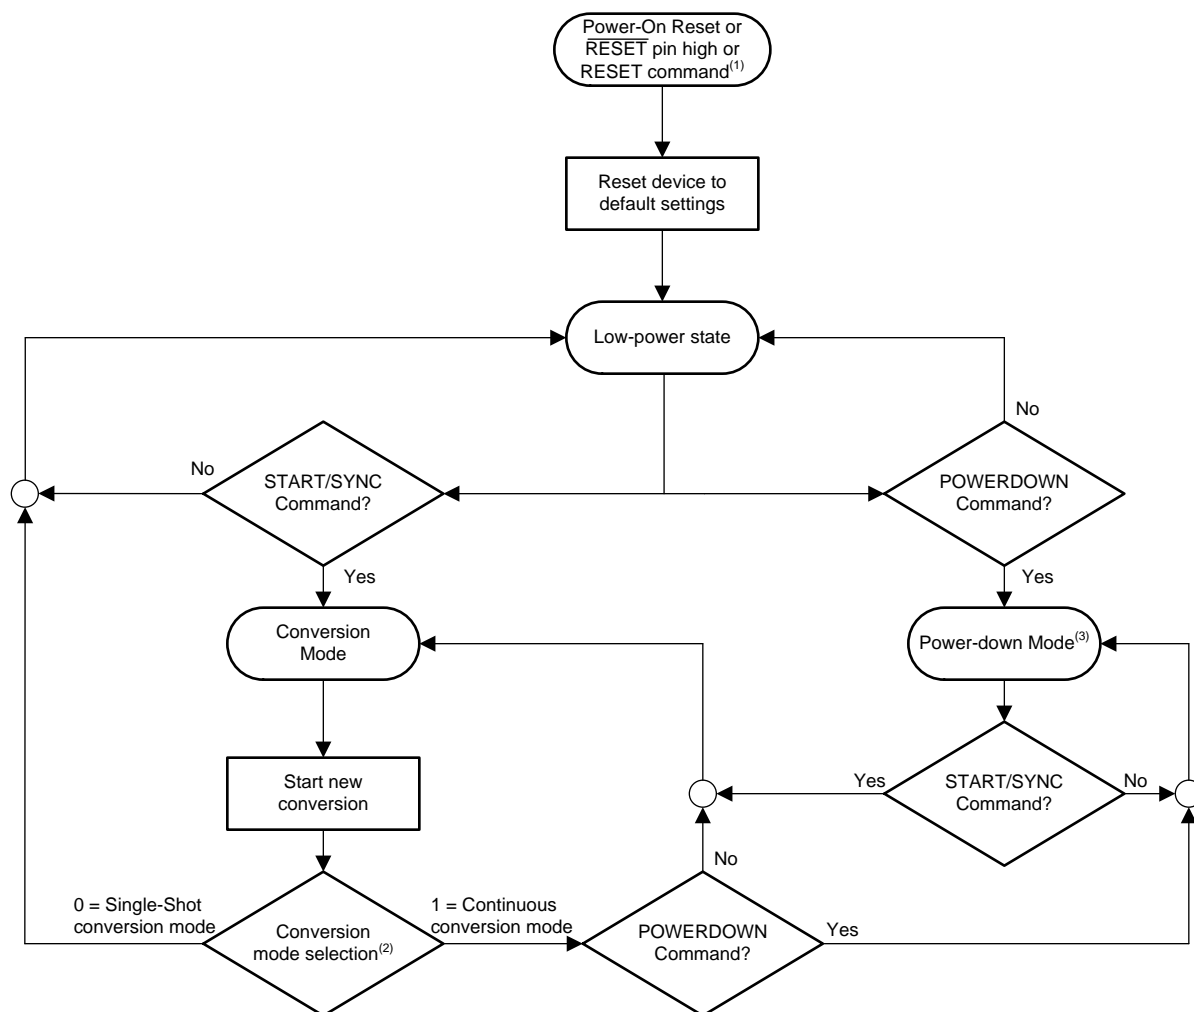 Power-On Reset or
RESET pin high or
RESET command(1)
Reset device to
default settings
Low-power state
No
No
START/SYNC
Command?
POWERDOWN
Command?
Yes
Yes
Conversion
Mode
Power-down Mode(3)
Start new
conversion
Yes
START/SYNC
Command?
No
No
0 = Single-Shot
conversion mode
Conversion
mode selection(2)
1 = Continuous
conversion mode
POWERDOWN
Command?
Yes